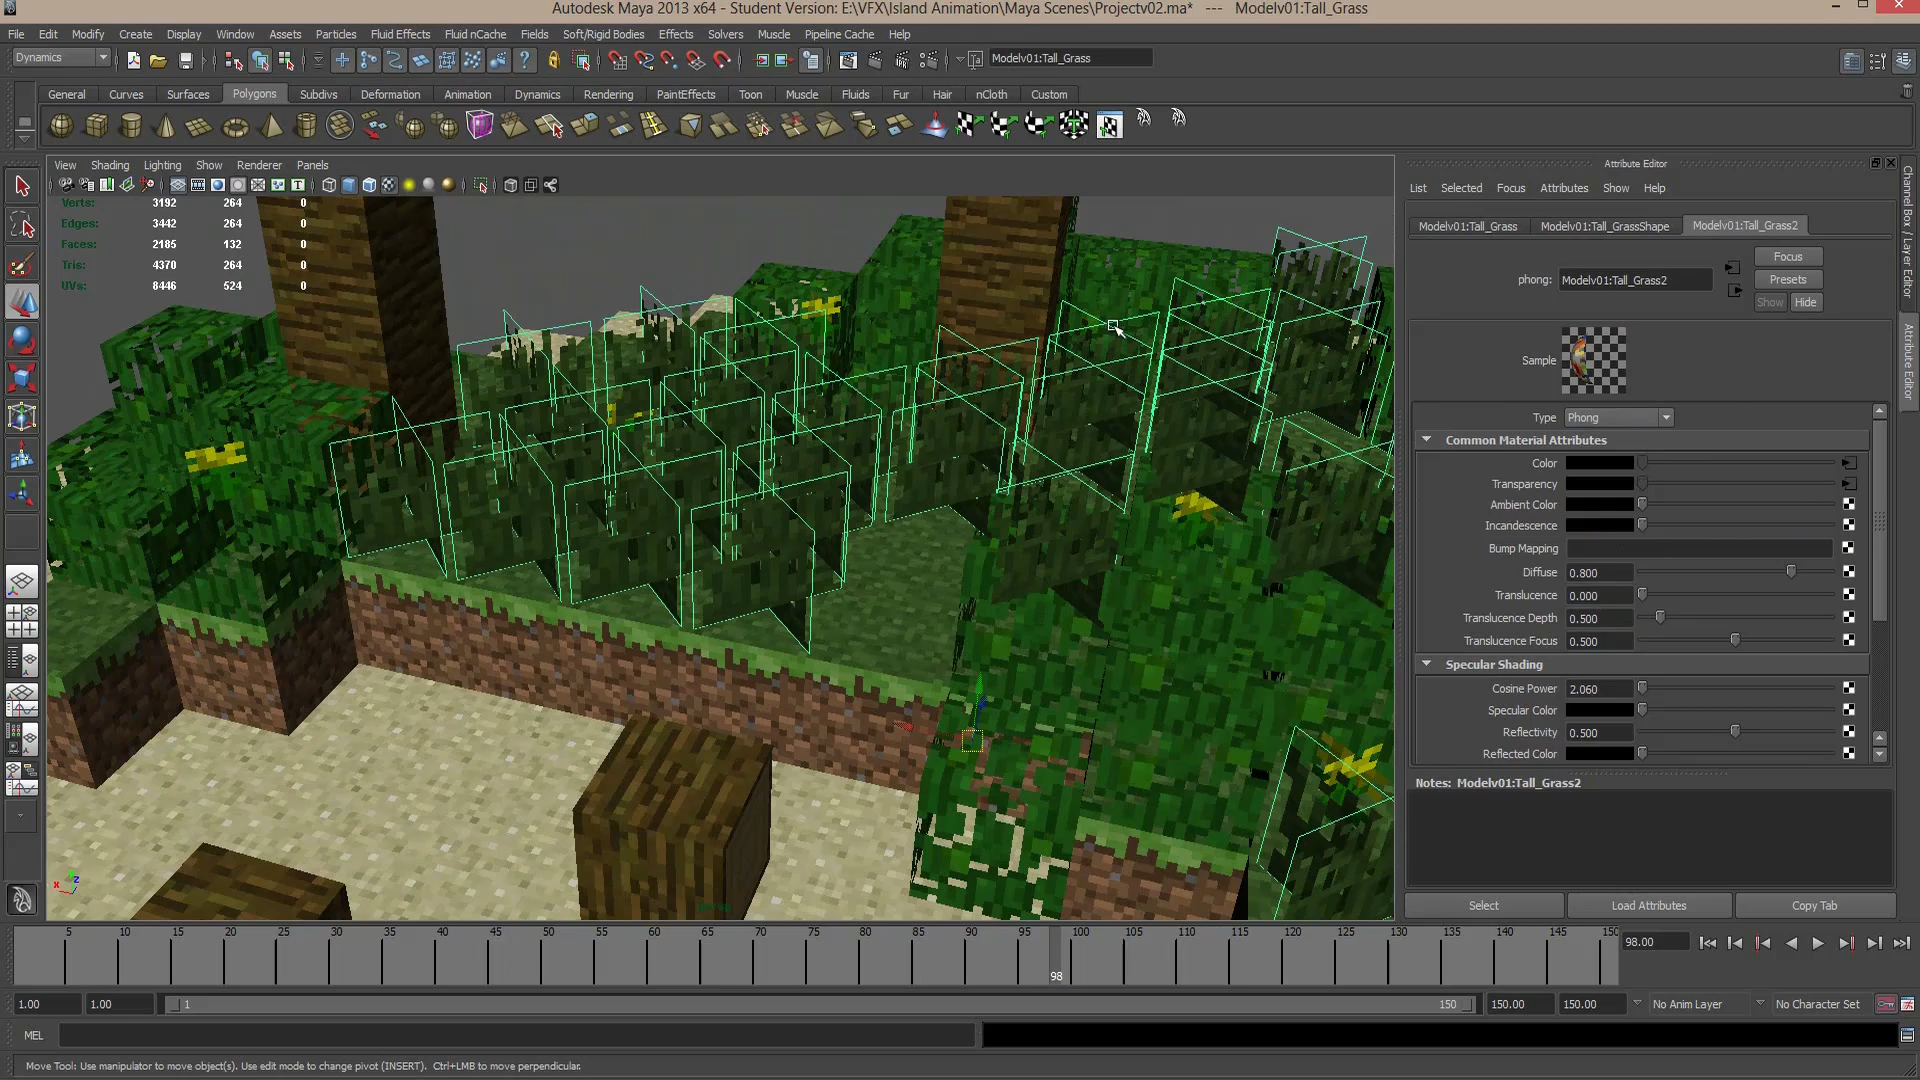 Autodesk Maya 2013 x64 - Student Version: E:\VFX\Island Animation\Maya Scenes\Projectv02.ma* --- Modelv01:Tall_Grass
File Edit Modify Create Display Window Assets Particles Fluid Effects Fluid nCache Fields Soft/Rigid Bodies Effects Solvers Muscle Pipeline Cache Help
Dynamics Modelv01:Tall_Grass
General Curves Surfaces Polygons Subdivs Deformation Animation Dynamics Rendering PaintEffects Toon Muscle Fluids Fur Hair nCloth Custom
View Shading Lighting Show Renderer Panels
Verts: 3192 264 0
Edges: 3442 264 0
Faces: 2185 132 0
Tris: 4370 264 0
UVs: 8446 524 0
Attribute Editor
List Selected Focus Attributes Show Help
Modelv01:Tall_Grass Modelv01:Tall_GrassShape Modelv01:Tall_Grass2
Focus
phong: Modelv01:Tall_Grass2 Presets
Show Hide
Sample
Type Phong
Common Material Attributes
Color
Transparency
Ambient Color
Incandescence
Bump Mapping
Diffuse 0.800
Translucence 0.000
Translucence Depth 0.500
Translucence Focus 0.500
Specular Shading
Cosine Power 2.060
Specular Color
Reflectivity 0.500
Reflected Color
Notes: Modelv01:Tall_Grass2
Select Load Attributes Copy Tab
Channel Box / Layer Editor
Attribute Editor
5 10 15 20 25 30 35 40 45 50 55 60 65 70 75 80 85 90 95 100 105 110 115 120 125 130 135 140 145 150
98
98.00
1.00 1.00 1 150 150.00 150.00 No Anim Layer No Character Set
MEL
Move Tool: Use manipulator to move object(s). Use edit mode to change pivot (INSERT). Ctrl+LMB to move perpendicular.